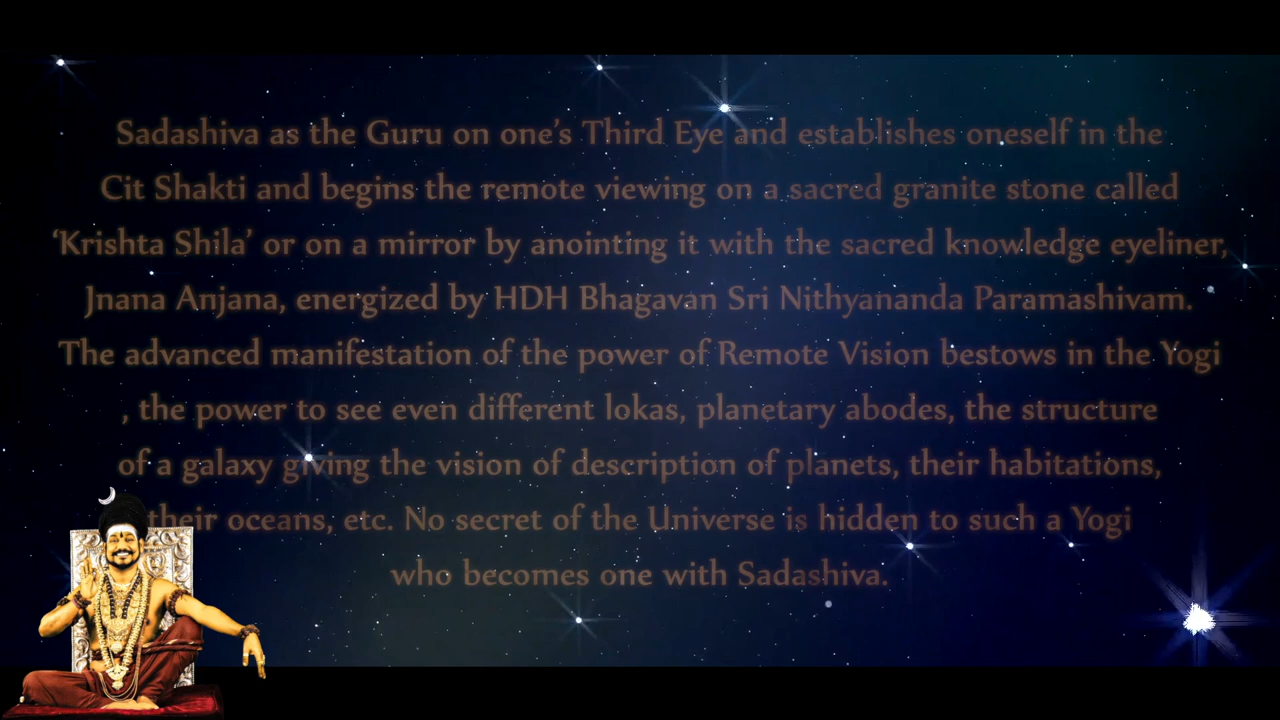 Sadashiva as the Guru on one's Third Eye and establishes oneself in the
Cit Shakti and begins the remote viewing on a sacred granite stone called
‘Krishta Shila’ or on a mirror by anointing it with the sacred knowledge eyeliner,
Jnana Anjana, energized by HDH Bhagavan Sri Nithyananda Paramashivam.
The advanced manifestation of the power of Remote Vision bestows in the Yogi
, the power to see even different lokas, planetary abodes, the structure
of a galaxy giving the vision of description of planets, their habitations,
their oceans, etc. No secret of the Universe is hidden to such a Yogi
who becomes one with Sadashiva.